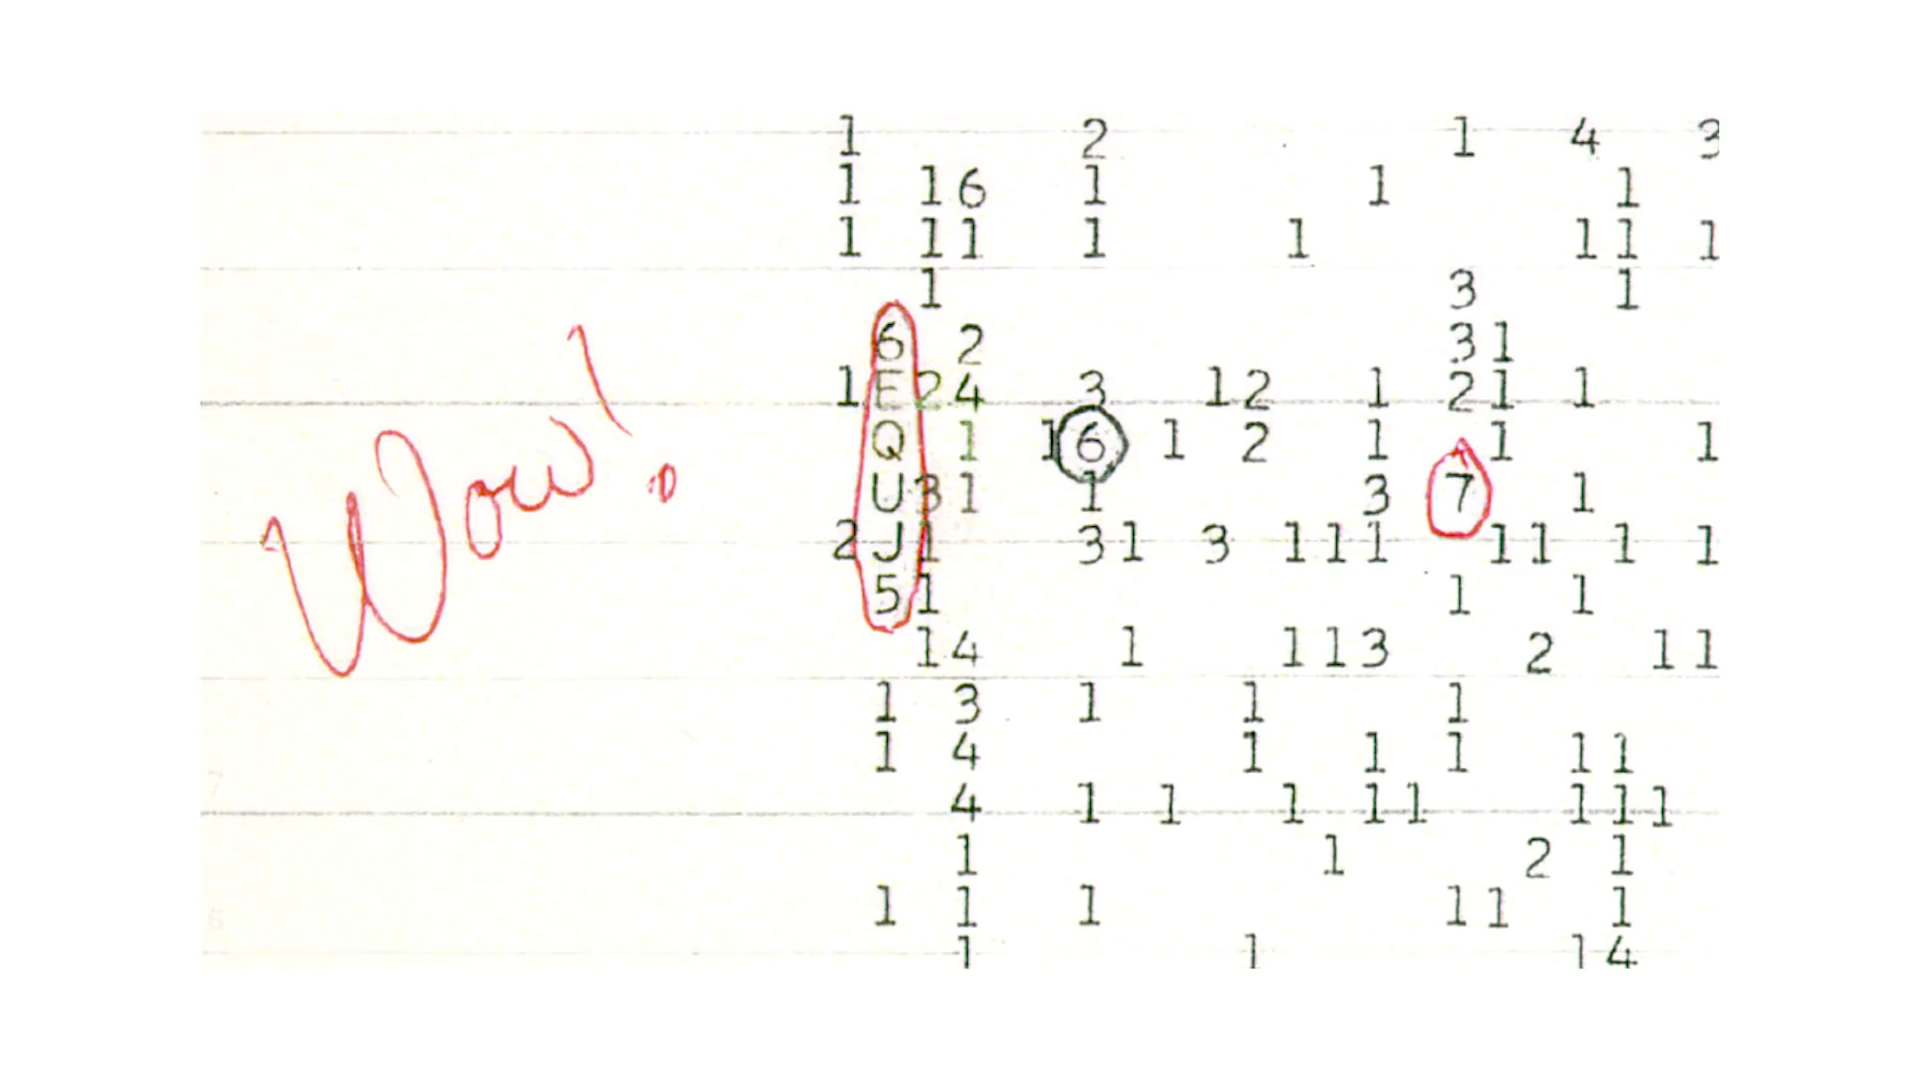 Wow!
1 2 1 4 3
1 16 1 1 1
1 11 1 1 11 1
1 3 1
6 2 31
1E24 3 12 1 21 1
Q 1 16 1 2 1 1 1
U31 1 3 7 1
2J1 31 3 111 11 1 1
51 1 1
14 1 113 2 11
1 3 1 1 1
1 4 1 1 1 11
4 1 1 1 11 111
1 1 2 1
1 1 1 11 1
1 1 14